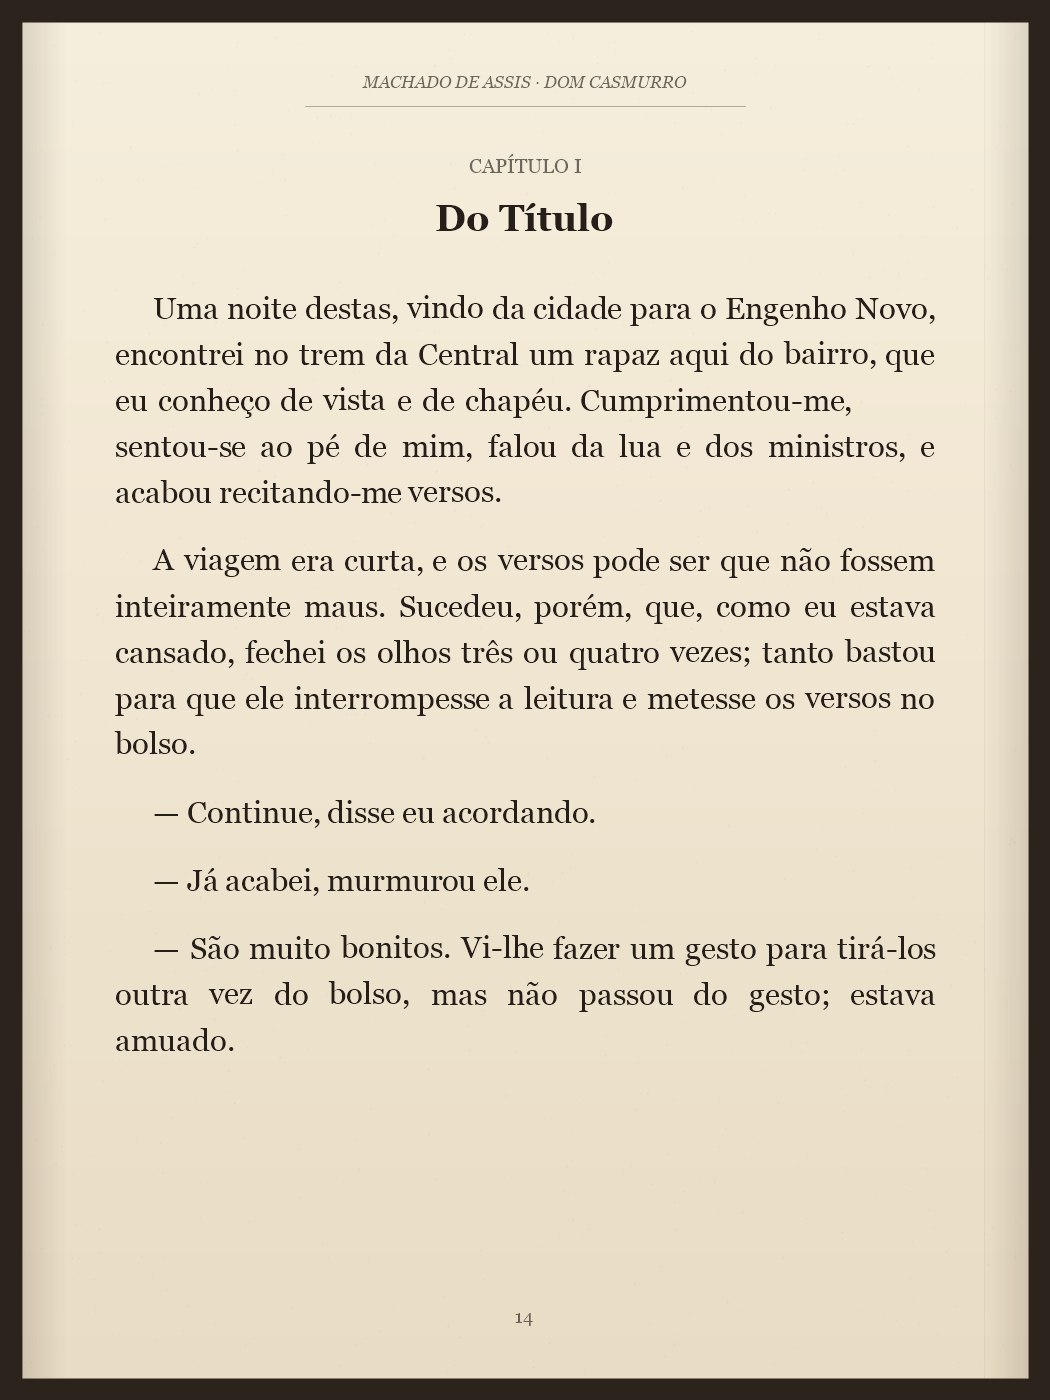 MACHADO DE ASSIS · DOM CASMURRO
CAPÍTULO I
Do Título
Uma noite destas, vindo da cidade para o Engenho Novo,
encontrei no trem da Central um rapaz aqui do bairro, que
eu conheço de vista e de chapéu. Cumprimentou-me,
sentou-se ao pé de mim, falou da lua e dos ministros, e
acabou recitando-me versos.
A viagem era curta, e os versos pode ser que não fossem
inteiramente maus. Sucedeu, porém, que, como eu estava
cansado, fechei os olhos três ou quatro vezes; tanto bastou
para que ele interrompesse a leitura e metesse os versos no
bolso.
— Continue, disse eu acordando.
— Já acabei, murmurou ele.
— São muito bonitos. Vi-lhe fazer um gesto para tirá-los
outra vez do bolso, mas não passou do gesto; estava
amuado.
14